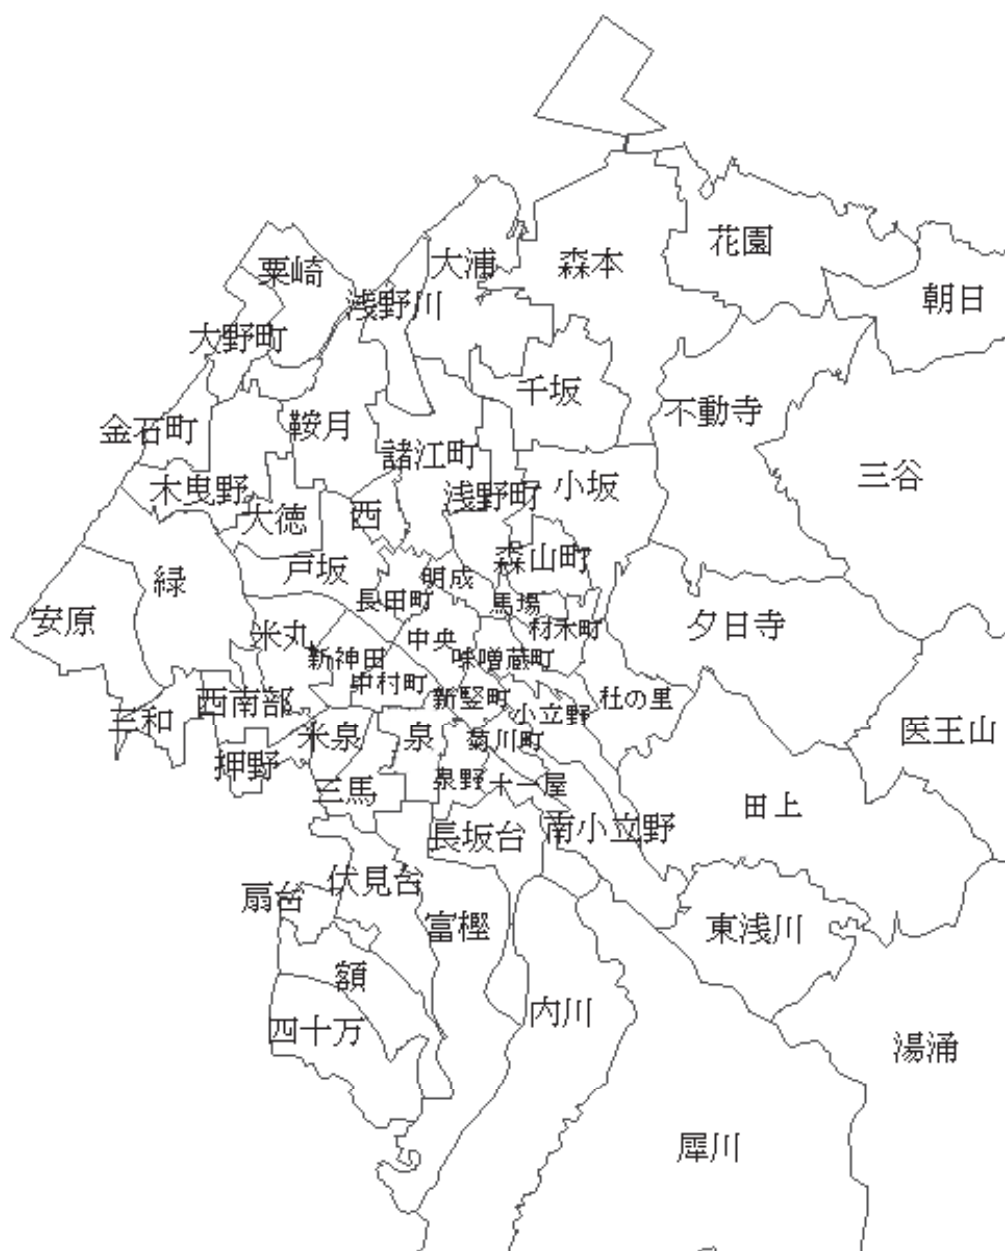 花園
大浦
森本
粟崎
朝日
浅野川
大野町
千坂
不動寺
鞍月
金石町
諸江町
三谷
木曳野
浅野町
小坂
大徳
西
森山町
戸坂
緑
明成
長田町
馬場
安原
夕日寺
米丸
中央
材木町
新神田
味噌蔵町
中村町
西南部
新竪町
杜の里
小立野
三和
医王山
米泉
泉
菊川町
押野
泉野
十一屋
三馬
田上
長坂台
南小立野
伏見台
扇台
富樫
東浅川
額
内川
四十万
湯涌
犀川